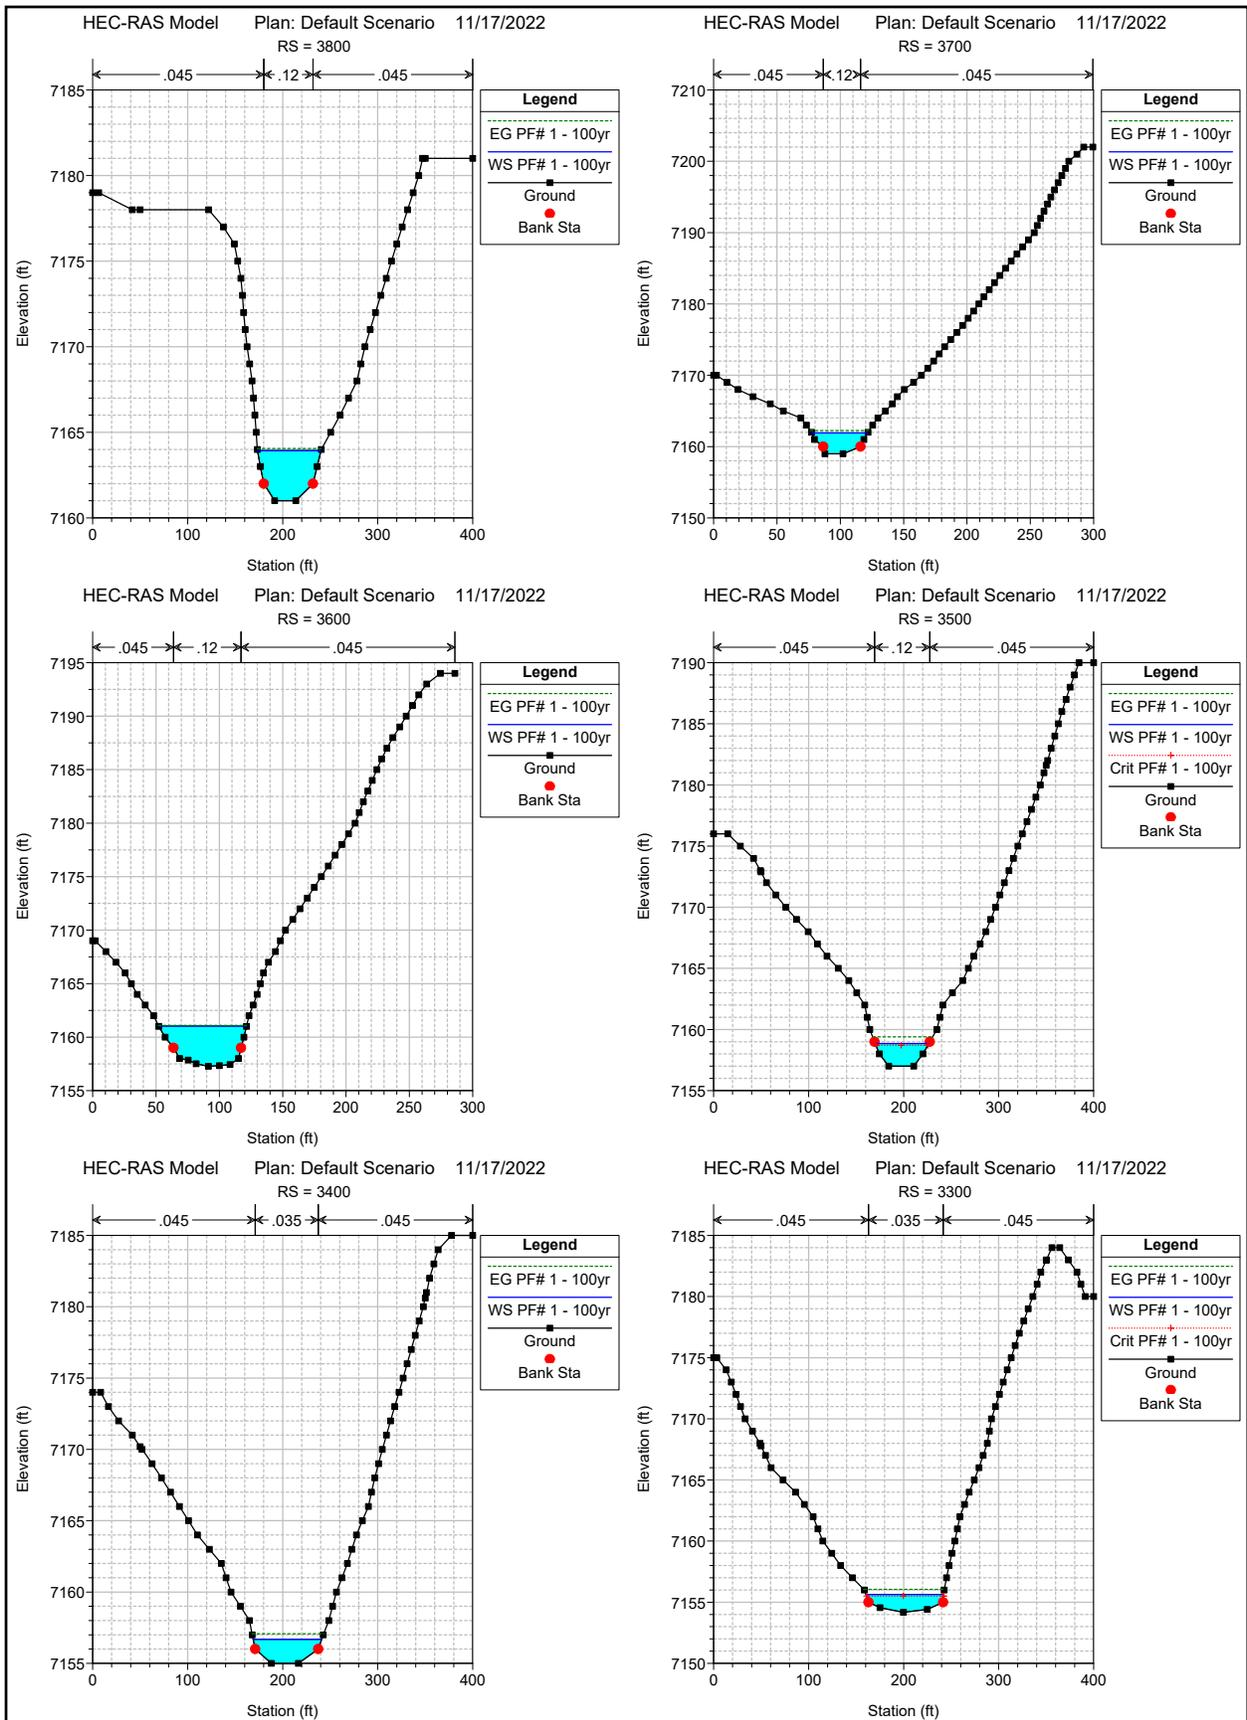 HEC-RAS Model Plan: Default Scenario 11/17/2022
RS = 3800
.045 .12 .045
7185
7180
7175
7170
7165
7160
0 100 200 300 400
Elevation (ft)
Station (ft)
Legend
EG PF# 1 - 100yr
WS PF# 1 - 100yr
Ground
Bank Sta
HEC-RAS Model Plan: Default Scenario 11/17/2022
RS = 3700
.045 .12 .045
7210
7200
7190
7180
7170
7160
7150
0 50 100 150 200 250 300
Elevation (ft)
Station (ft)
Legend
EG PF# 1 - 100yr
WS PF# 1 - 100yr
Ground
Bank Sta
HEC-RAS Model Plan: Default Scenario 11/17/2022
RS = 3600
.045 .12 .045
7195
7190
7185
7180
7175
7170
7165
7160
7155
0 50 100 150 200 250 300
Elevation (ft)
Station (ft)
Legend
EG PF# 1 - 100yr
WS PF# 1 - 100yr
Ground
Bank Sta
HEC-RAS Model Plan: Default Scenario 11/17/2022
RS = 3500
.045 .12 .045
7190
7185
7180
7175
7170
7165
7160
7155
0 100 200 300 400
Elevation (ft)
Station (ft)
Legend
EG PF# 1 - 100yr
WS PF# 1 - 100yr
Crit PF# 1 - 100yr
Ground
Bank Sta
HEC-RAS Model Plan: Default Scenario 11/17/2022
RS = 3400
.045 .035 .045
7185
7180
7175
7170
7165
7160
7155
0 100 200 300 400
Elevation (ft)
Station (ft)
Legend
EG PF# 1 - 100yr
WS PF# 1 - 100yr
Ground
Bank Sta
HEC-RAS Model Plan: Default Scenario 11/17/2022
RS = 3300
.045 .035 .045
7185
7180
7175
7170
7165
7160
7155
7150
0 100 200 300 400
Elevation (ft)
Station (ft)
Legend
EG PF# 1 - 100yr
WS PF# 1 - 100yr
Crit PF# 1 - 100yr
Ground
Bank Sta